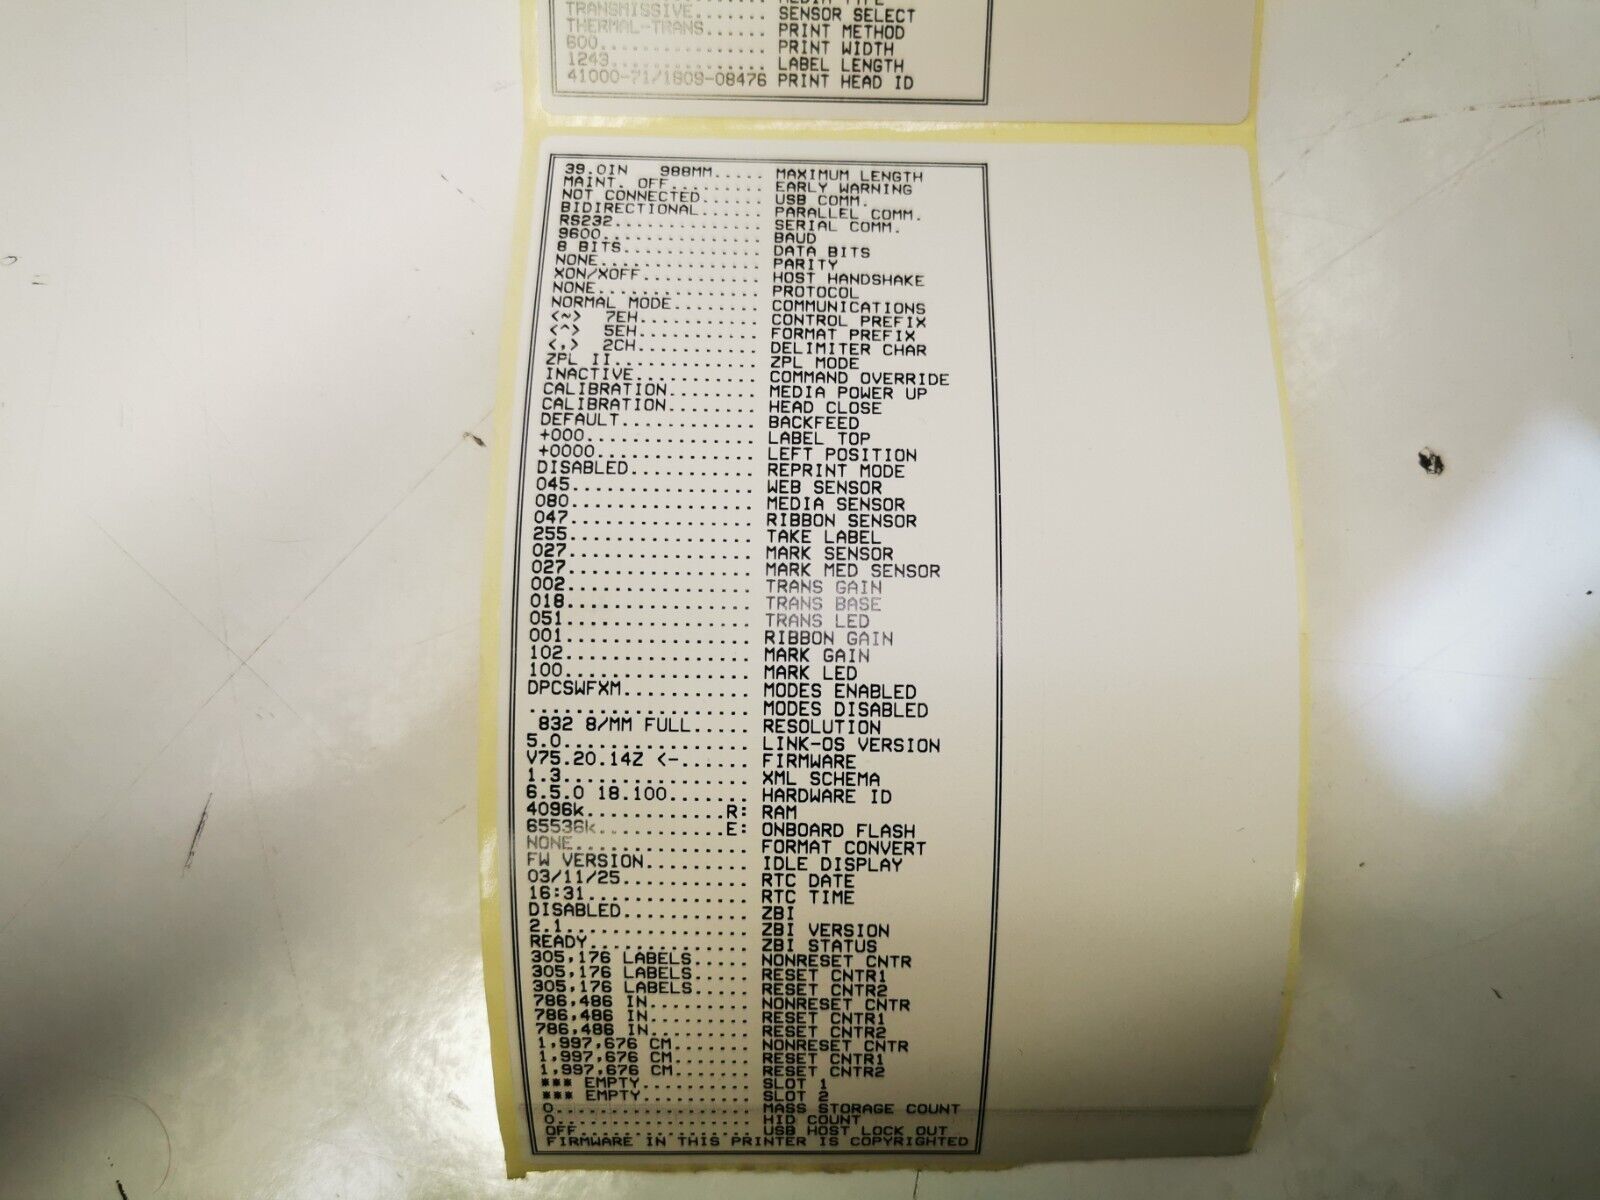 MEDIA TYPE
TRANSMISSIVE....... SENSOR SELECT
THERMAL-TRANS...... PRINT METHOD
600................ PRINT WIDTH
1243............... LABEL LENGTH
41000-71/1809-08476 PRINT HEAD ID
39.0IN   988MM..... MAXIMUM LENGTH
MAINT. OFF......... EARLY WARNING
NOT CONNECTED...... USB COMM.
BIDIRECTIONAL...... PARALLEL COMM.
RS232.............. SERIAL COMM.
9600............... BAUD
8 BITS............. DATA BITS
NONE............... PARITY
XON/XOFF........... HOST HANDSHAKE
NONE............... PROTOCOL
NORMAL MODE........ COMMUNICATIONS
<~>  7EH........... CONTROL PREFIX
<^>  5EH........... FORMAT PREFIX
<,>  2CH........... DELIMITER CHAR
ZPL II............. ZPL MODE
INACTIVE........... COMMAND OVERRIDE
CALIBRATION........ MEDIA POWER UP
CALIBRATION........ HEAD CLOSE
DEFAULT............ BACKFEED
+000............... LABEL TOP
+0000.............. LEFT POSITION
DISABLED........... REPRINT MODE
045................ WEB SENSOR
080................ MEDIA SENSOR
047................ RIBBON SENSOR
255................ TAKE LABEL
027................ MARK SENSOR
027................ MARK MED SENSOR
002................ TRANS GAIN
018................ TRANS BASE
051................ TRANS LED
001................ RIBBON GAIN
102................ MARK GAIN
100................ MARK LED
DPCSWFXM........... MODES ENABLED
................... MODES DISABLED
832 8/MM FULL..... RESOLUTION
5.0................ LINK-OS VERSION
V75.20.14Z <-...... FIRMWARE
1.3................ XML SCHEMA
6.5.0 18.100....... HARDWARE ID
4096k............R: RAM
65536k...........E: ONBOARD FLASH
NONE............... FORMAT CONVERT
FW VERSION......... IDLE DISPLAY
03/11/25........... RTC DATE
16:31.............. RTC TIME
DISABLED........... ZBI
2.1................ ZBI VERSION
READY.............. ZBI STATUS
305,176 LABELS..... NONRESET CNTR
305,176 LABELS..... RESET CNTR1
305,176 LABELS..... RESET CNTR2
786,486 IN......... NONRESET CNTR
786,486 IN......... RESET CNTR1
786,486 IN......... RESET CNTR2
1,997,676 CM....... NONRESET CNTR
1,997,676 CM....... RESET CNTR1
1,997,676 CM....... RESET CNTR2
*** EMPTY.......... SLOT 1
*** EMPTY.......... SLOT 2
0.................. MASS STORAGE COUNT
0.................. HID COUNT
OFF................ USB HOST LOCK OUT
FIRMWARE IN THIS PRINTER IS COPYRIGHTED